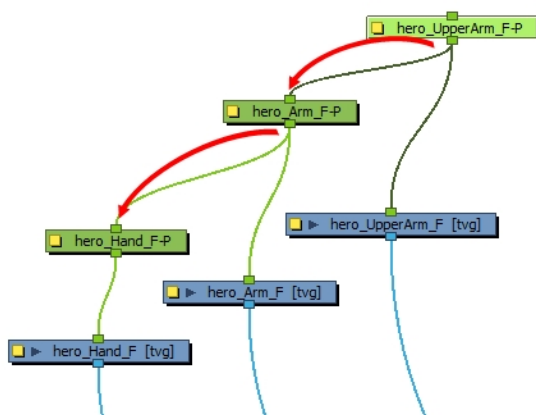 hero_UpperArm_F-P
hero_Arm_F-P
hero_UpperArm_F [tvg]
hero_Hand_F-P
hero_Arm_F [tvg]
hero_Hand_F [tvg]